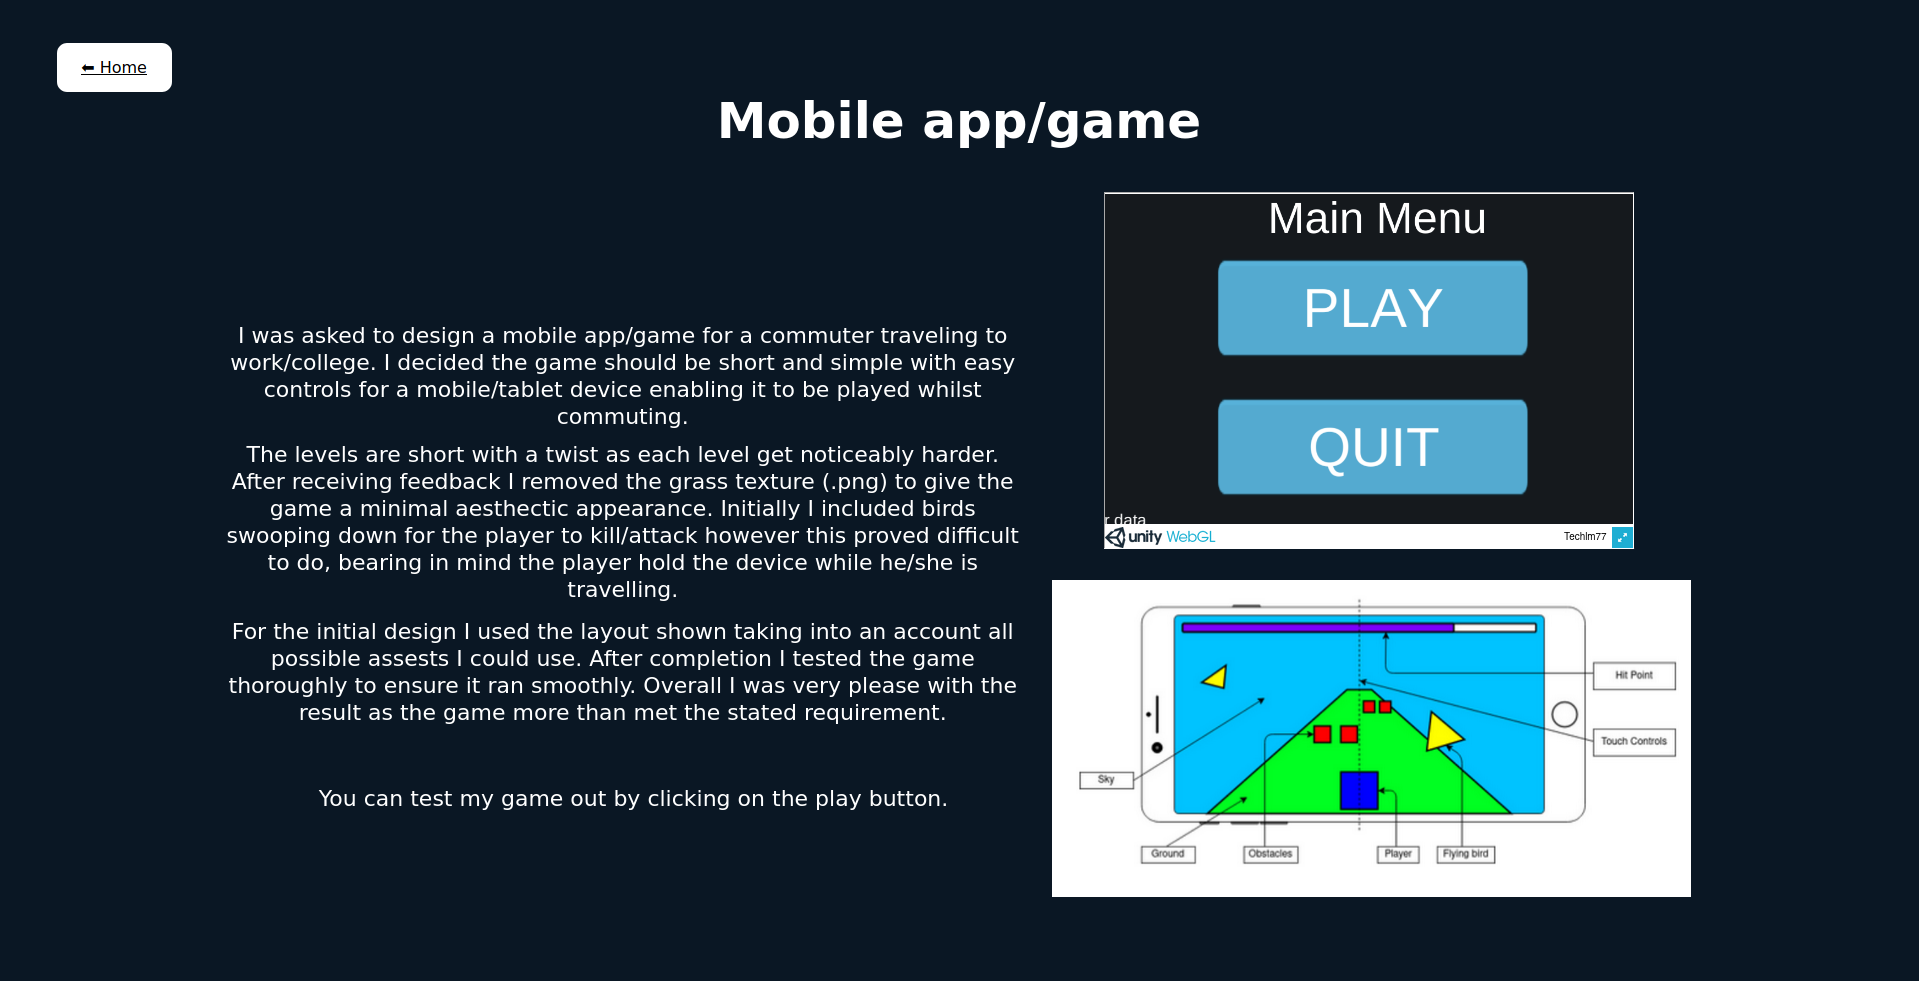 ⬅ Home
Mobile app/game
I was asked to design a mobile app/game for a commuter traveling to
work/college. I decided the game should be short and simple with easy
controls for a mobile/tablet device enabling it to be played whilst
commuting.
The levels are short with a twist as each level get noticeably harder.
After receiving feedback I removed the grass texture (.png) to give the
game a minimal aesthectic appearance. Initially I included birds
swooping down for the player to kill/attack however this proved difficult
to do, bearing in mind the player hold the device while he/she is
travelling.
For the initial design I used the layout shown taking into an account all
possible assests I could use. After completion I tested the game
thoroughly to ensure it ran smoothly. Overall I was very please with the
result as the game more than met the stated requirement.
You can test my game out by clicking on the play button.
Main Menu
PLAY
QUIT
r data
unity WebGL
Techlm77
Hit Point
Touch Controls
Sky
Ground
Obstacles
Player
Flying bird